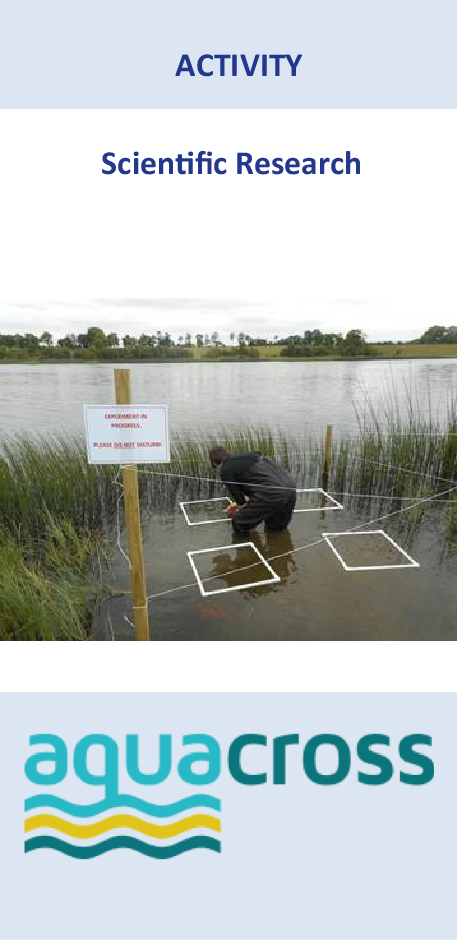 ACTIVITY
Scientific Research
EXPERIMENT IN
PROGRESS.
PLEASE DO NOT DISTURB!
aquacross